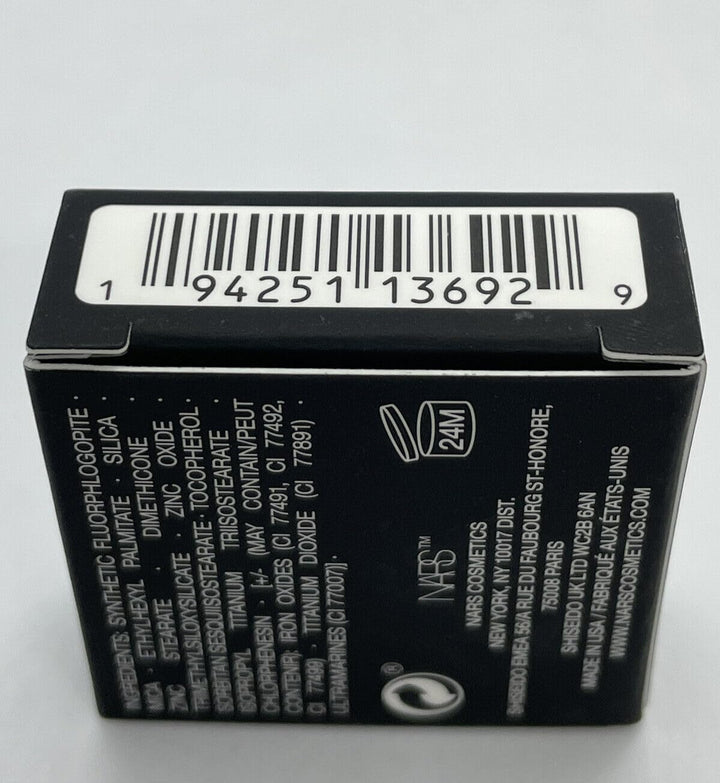 1 94251 13692 9
INGREDIENTS: SYNTHETIC FLUORPHLOGOPITE ·
MICA · ETHYLHEXYL PALMITATE · SILICA ·
ZINC STEARATE · DIMETHICONE ·
TRIMETHYLSILOXYSILICATE · ZINC OXIDE ·
SORBITAN SESQUIISOSTEARATE · TOCOPHEROL ·
ISOPROPYL TITANIUM TRIISOSTEARATE ·
CHLORPHENESIN · [+/- (MAY CONTAIN/PEUT
CONTENIR): IRON OXIDES (CI 77491, CI 77492,
CI 77499) · TITANIUM DIOXIDE (CI 77891) ·
ULTRAMARINES (CI 77007)] ·
24M
NARS™
NARS COSMETICS
NEW YORK, NY 10017 DIST.
SHISEIDO EMEA 56/A RUE DU FAUBOURG ST-HONORE,
75008 PARIS
SHISEIDO UK LTD WC2B 6AN
MADE IN USA / FABRIQUÉ AUX ÉTATS-UNIS
WWW.NARSCOSMETICS.COM
®